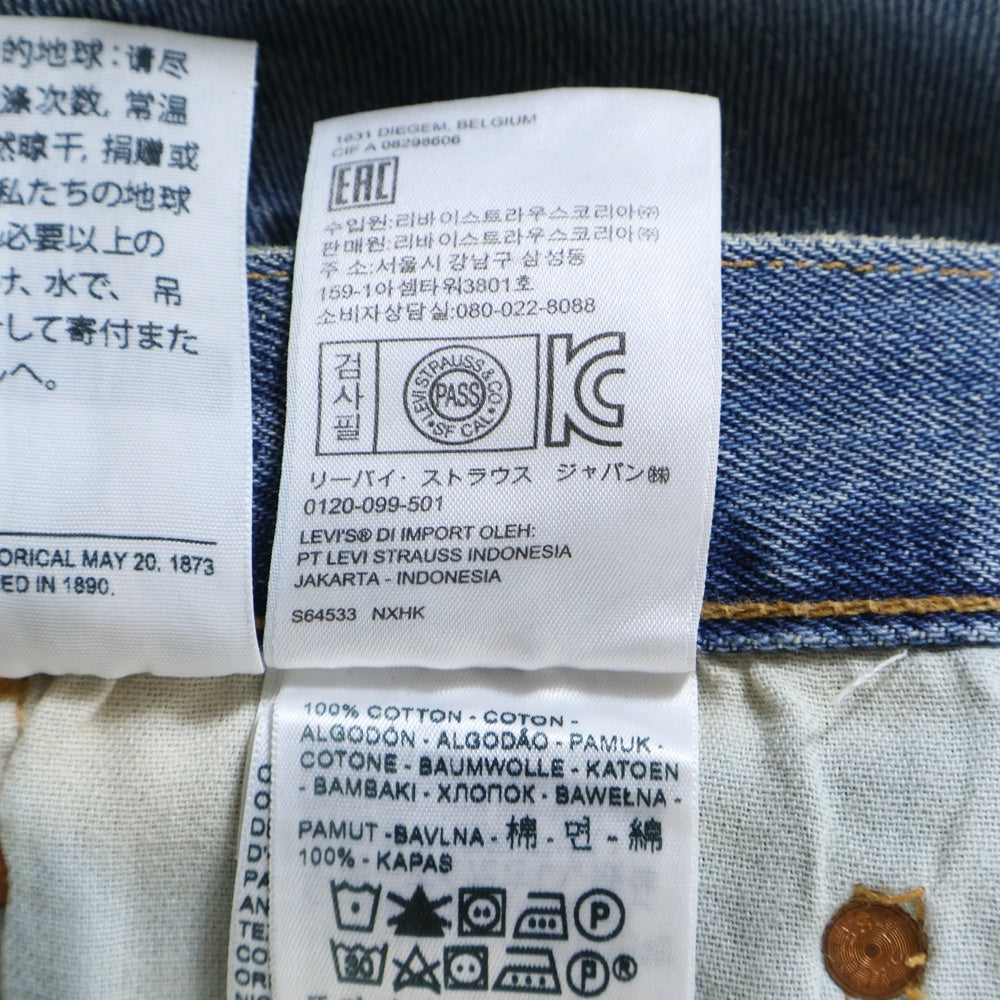 的地球：请尽
涤次数, 常温
然晾干, 捐赠或
私たちの地球
必要以上の
け、水で、吊
して寄付また
へ。
ORICAL MAY 20, 1873
ED IN 1890.
1831 DIEGEM, BELGIUM
CIF A 08298606
EAC
수입원:리바이스트라우스코리아㈜
판매원:리바이스트라우스코리아㈜
주 소:서울시 강남구 삼성동
159-1아셈타워3801호
소비자상담실:080-022-8088
검사필
LEVI STRAUSS & CO.
PASS
SF CAL
KC
リーバイ・ストラウス ジャパン㈱
0120-099-501
LEVI'S® DI IMPORT OLEH:
PT LEVI STRAUSS INDONESIA
JAKARTA - INDONESIA
S64533 NXHK
100% COTTON - COTON -
ALGODÓN - ALGODÃO - PAMUK -
COTONE - BAUMWOLLE - KATOEN
- BAMBAKI - ХЛОПОК - BAWEŁNA -
PAMUT -BAVLNA - 棉 - 면 - 綿
100% - KAPAS
P
30 P®